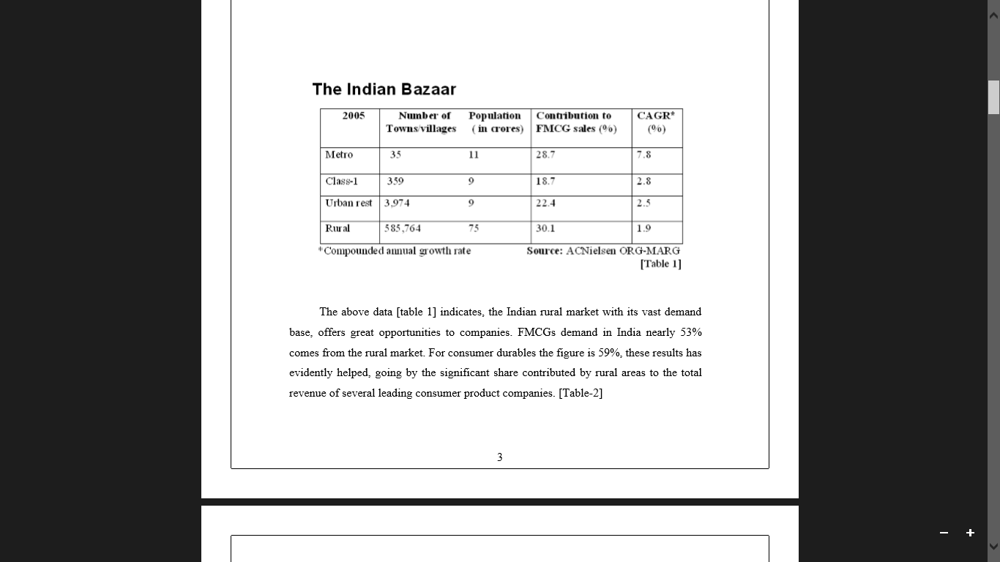 The Indian Bazaar
2005 Number of Population Contribution to CAGR*
Towns/villages ( in crores) FMCG sales (%) (%)
Metro 35 11 28.7 7.8
Class-1 359 9 18.7 2.8
Urban rest 3,974 9 22.4 2.5
Rural 585,764 75 30.1 1.9
*Compounded annual growth rate Source: ACNielsen ORG-MARG
[Table 1]
The above data [table 1] indicates, the Indian rural market with its vast demand
base, offers great opportunities to companies. FMCGs demand in India nearly 53%
comes from the rural market. For consumer durables the figure is 59%, these results has
evidently helped, going by the significant share contributed by rural areas to the total
revenue of several leading consumer product companies. [Table-2]
3